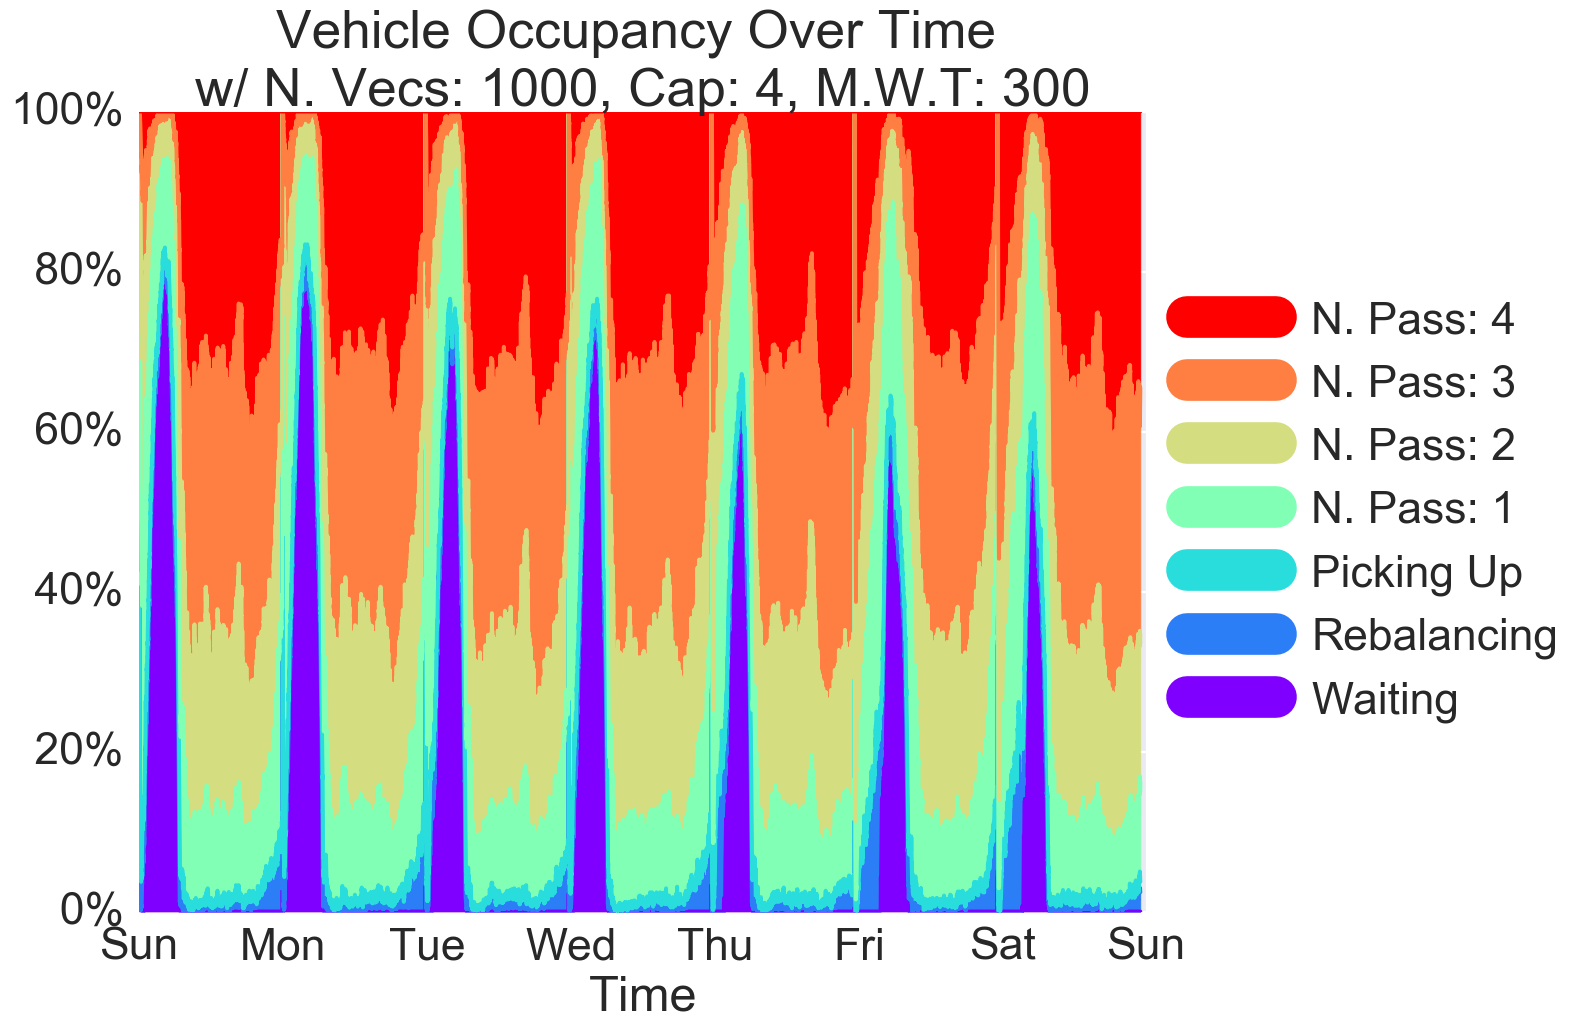 Vehicle Occupancy Over Time
w/ N. Vecs: 1000, Cap: 4, M.W.T: 300
100%
80%
60%
40%
20%
0%
Sun Mon Tue Wed Thu Fri Sat Sun
Time
N. Pass: 4
N. Pass: 3
N. Pass: 2
N. Pass: 1
Picking Up
Rebalancing
Waiting